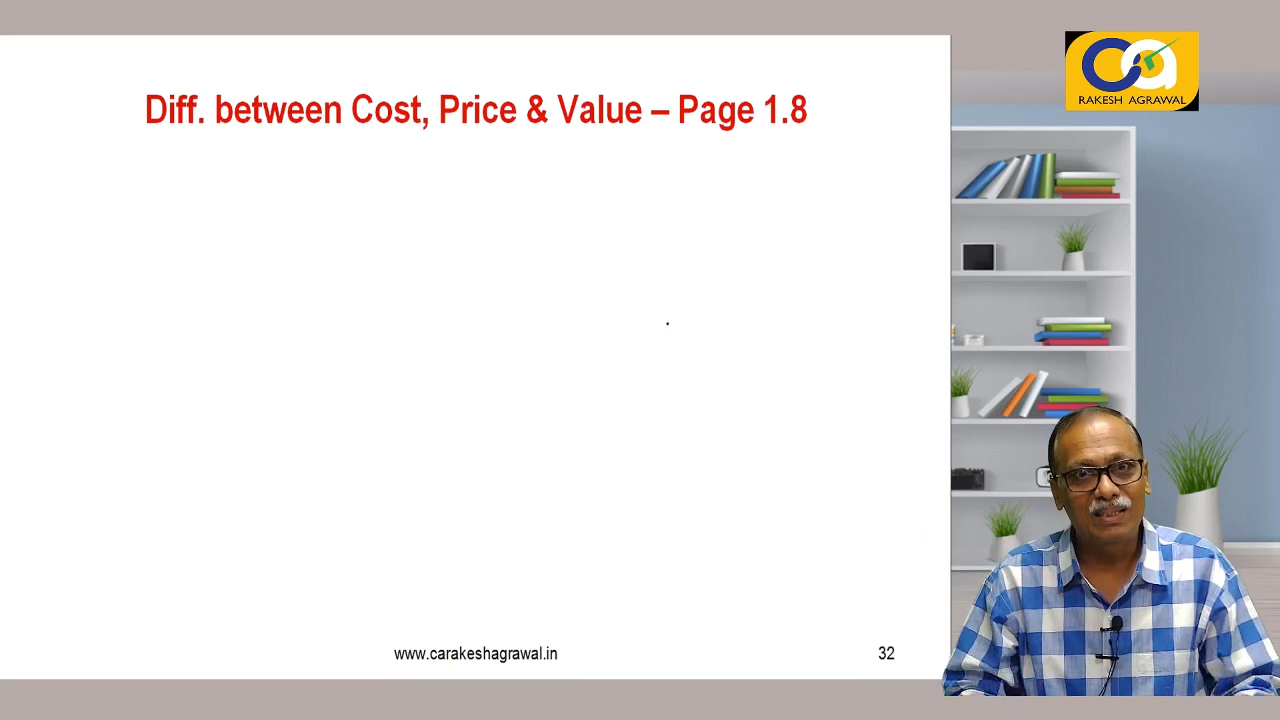 RAKESH AGRAWAL
Diff. between Cost, Price & Value – Page 1.8
www.carakeshagrawal.in
32